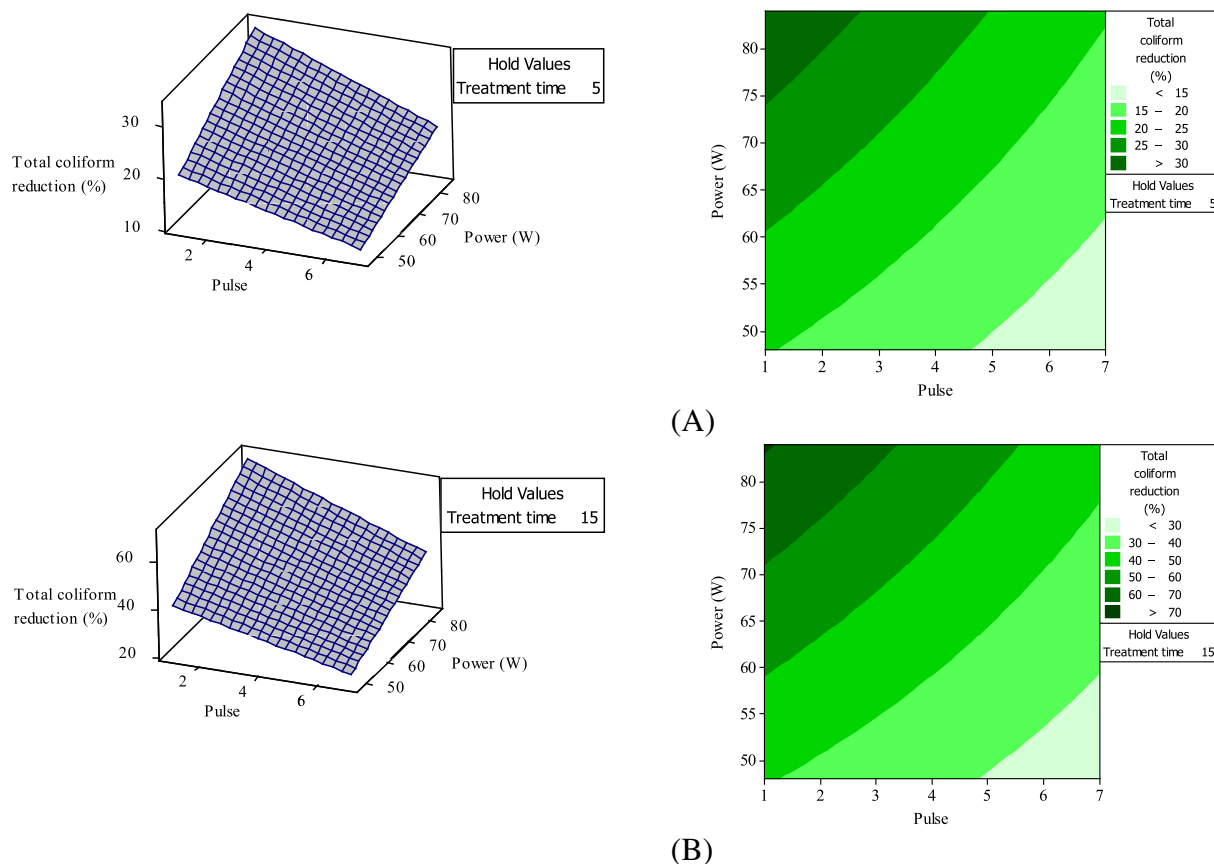 Hold Values
Treatment time 5
30
20
10
Total coliform
reduction (%)
2
4
6
Pulse
50
60
70
80
Power (W)
80
75
70
65
60
55
50
Power (W)
1 2 3 4 5 6 7
Pulse
Total
coliform
reduction
(%)
< 15
15 – 20
20 – 25
25 – 30
> 30
Hold Values
Treatment time 5
(A)
Hold Values
Treatment time 15
60
40
20
Total coliform
reduction (%)
2
4
6
Pulse
50
60
70
80
Power (W)
80
75
70
65
60
55
50
Power (W)
1 2 3 4 5 6 7
Pulse
Total
coliform
reduction
(%)
< 30
30 – 40
40 – 50
50 – 60
60 – 70
> 70
Hold Values
Treatment time 15
(B)